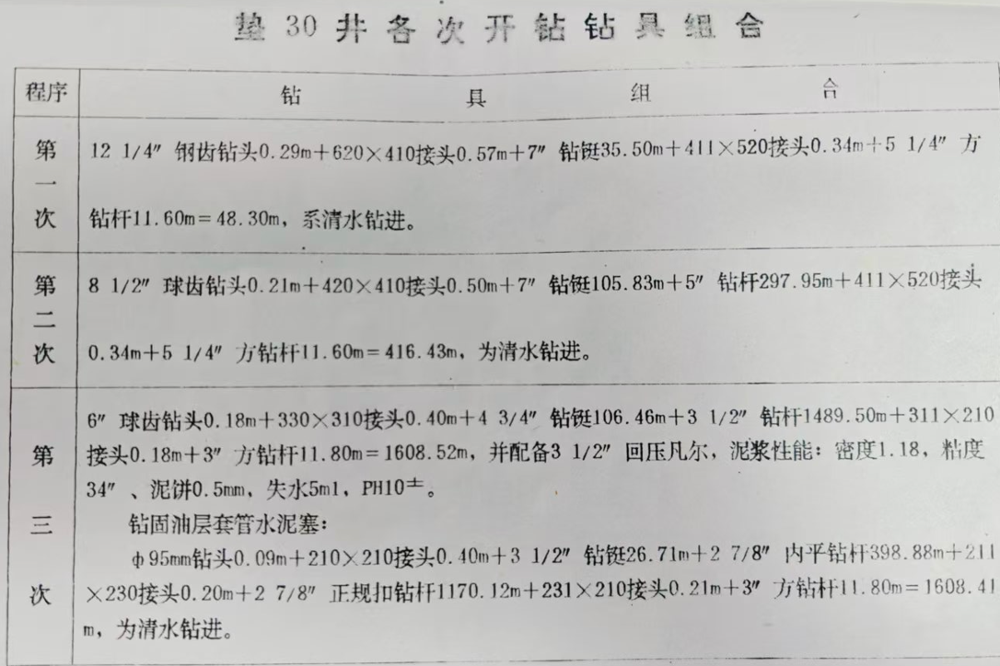 垫30井各次开钻钻具组合
程序 钻具组合
第一次
12 1/4″ 钢齿钻头0.29m＋620×410接头0.57m＋7″ 钻铤35.50m＋411×520接头0.34m＋5 1/4″ 方
钻杆11.60m＝48.30m，系清水钻进。
第二次
8 1/2″ 球齿钻头0.21m＋420×410接头0.50m＋7″ 钻铤105.83m＋5″ 钻杆297.95m＋411×520接头
0.34m＋5 1/4″ 方钻杆11.60m＝416.43m，为清水钻进。
第三次
6″ 球齿钻头0.18m＋330×310接头0.40m＋4 3/4″ 钻铤106.46m＋3 1/2″ 钻杆1489.50m＋311×210
接头0.18m＋3″ 方钻杆11.80m＝1608.52m，并配备3 1/2″ 回压凡尔，泥浆性能：密度1.18，粘度
34″ 、泥饼0.5mm，失水5ml，PH10±。
钻固油层套管水泥塞：
φ95mm钻头0.09m＋210×210接头0.40m＋3 1/2″ 钻铤26.71m＋2 7/8″ 内平钻杆398.88m＋211
×230接头0.20m＋2 7/8″ 正规扣钻杆1170.12m＋231×210接头0.21m＋3″ 方钻杆11.80m＝1608.41
m，为清水钻进。